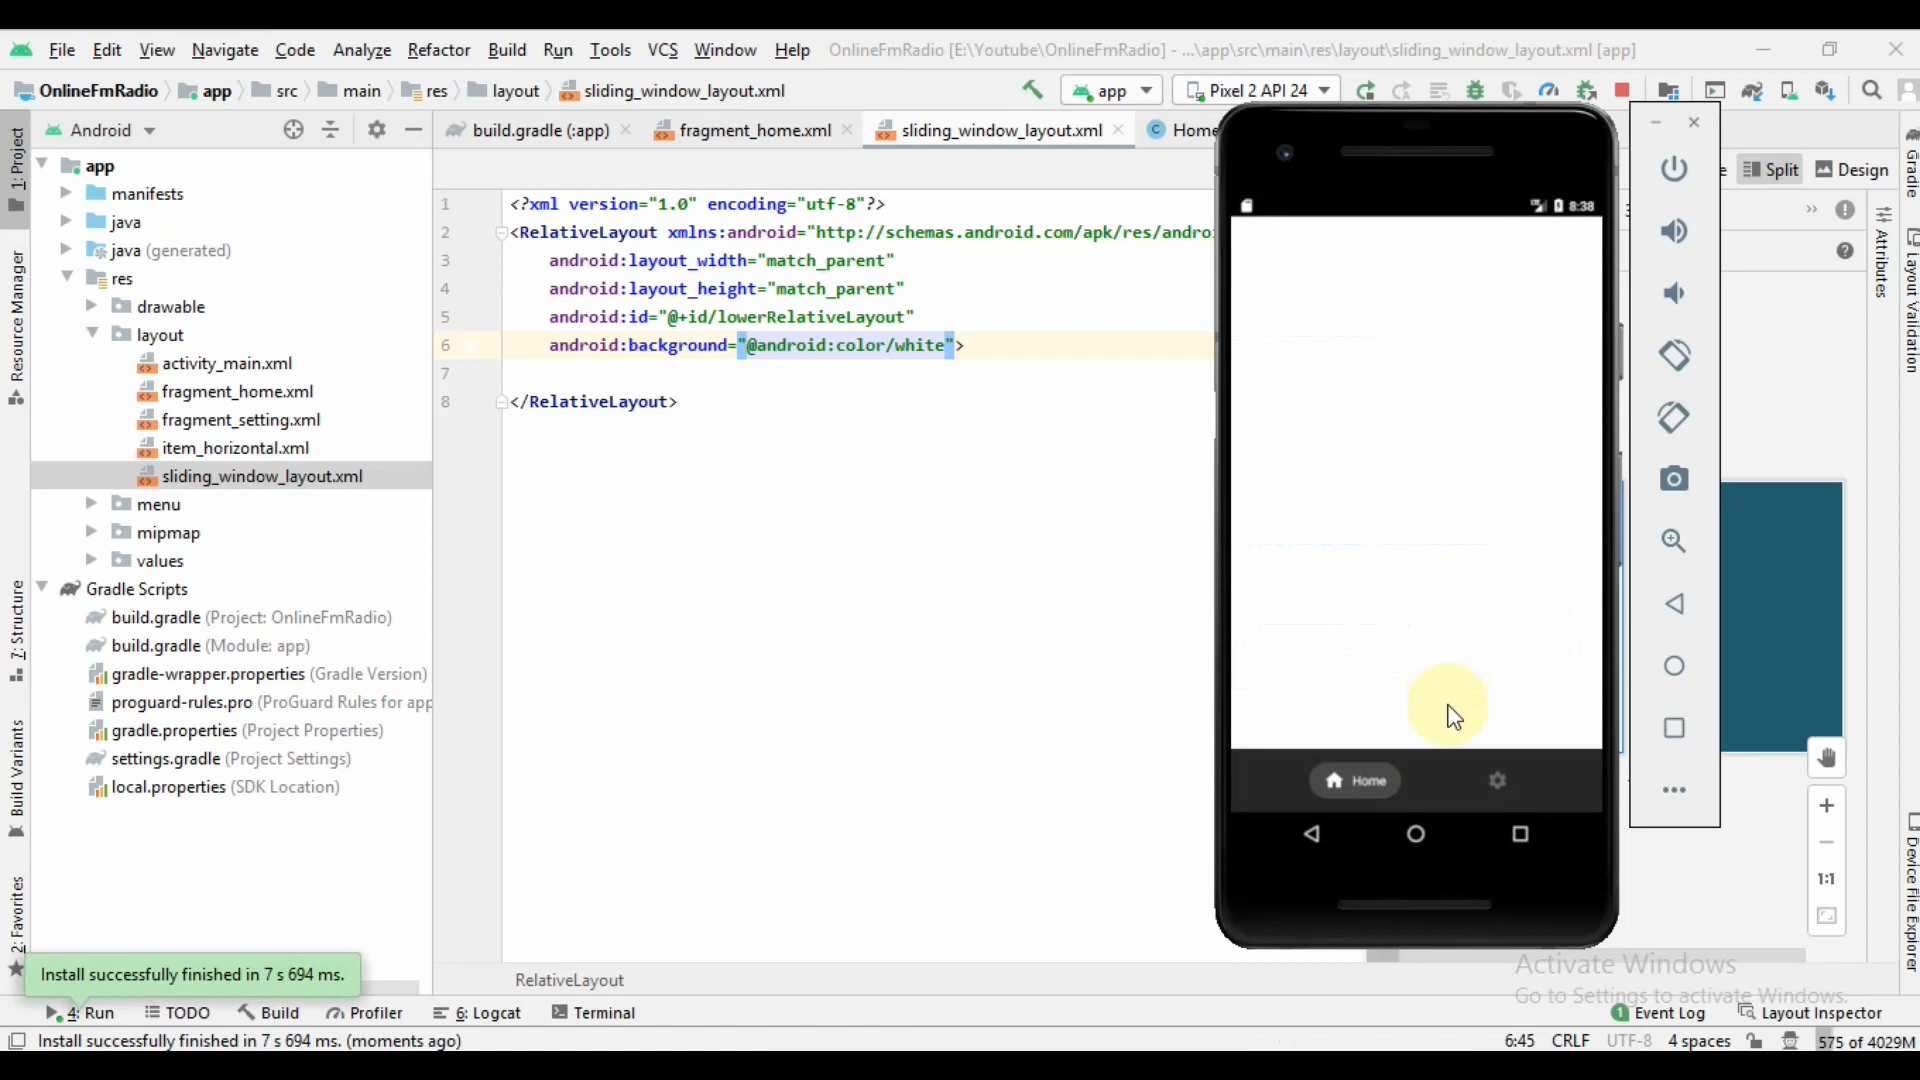 File Edit View Navigate Code Analyze Refactor Build Run Tools VCS Window Help OnlineFmRadio [E:\Youtube\OnlineFmRadio] - ...\app\src\main\res\layout\sliding_window_layout.xml [app]
OnlineFmRadio app src main res layout sliding_window_layout.xml app Pixel 2 API 24
Android
build.gradle (:app) fragment_home.xml sliding_window_layout.xml Home
Split Design
1: Project
Resource Manager
7: Structure
Build Variants
2: Favorites
app
manifests
java
java (generated)
res
drawable
layout
activity_main.xml
fragment_home.xml
fragment_setting.xml
item_horizontal.xml
sliding_window_layout.xml
menu
mipmap
values
Gradle Scripts
build.gradle (Project: OnlineFmRadio)
build.gradle (Module: app)
gradle-wrapper.properties (Gradle Version)
proguard-rules.pro (ProGuard Rules for app
gradle.properties (Project Properties)
settings.gradle (Project Settings)
local.properties (SDK Location)
1 <?xml version="1.0" encoding="utf-8"?>
2 <RelativeLayout xmlns:android="http://schemas.android.com/apk/res/andro
3 android:layout_width="match_parent"
4 android:layout_height="match_parent"
5 android:id="@+id/lowerRelativeLayout"
6 android:background="@android:color/white">
7
8 </RelativeLayout>
8:38
Home
Attributes
Gradle
Layout Validation
Device File Explorer
1:1
RelativeLayout
Activate Windows
Go to Settings to activate Windows.
Install successfully finished in 7 s 694 ms.
4: Run TODO Build Profiler 6: Logcat Terminal 1 Event Log Layout Inspector
Install successfully finished in 7 s 694 ms. (moments ago) 6:45 CRLF UTF-8 4 spaces 575 of 4029M